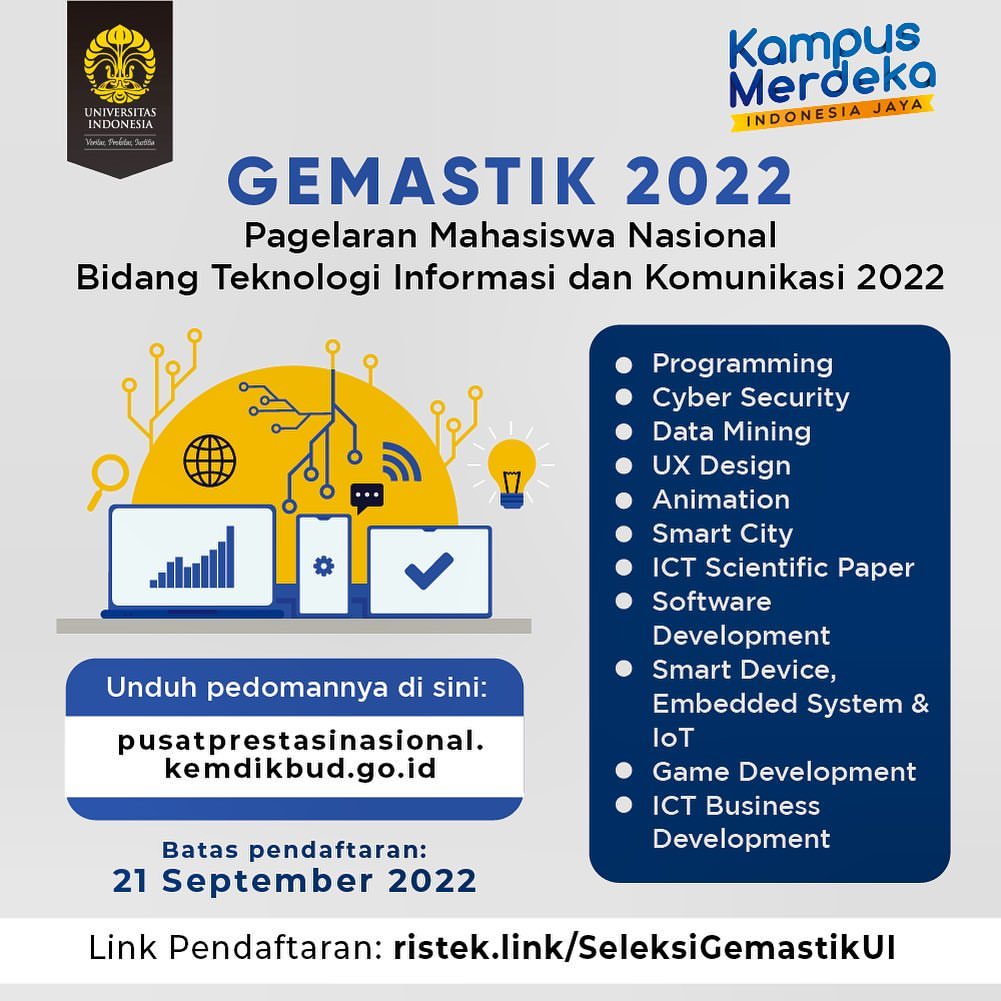 UNIVERSITAS
INDONESIA
Veritas, Probitas, Justitia
Kampus
Merdeka
INDONESIA JAYA
GEMASTIK 2022
Pagelaran Mahasiswa Nasional
Bidang Teknologi Informasi dan Komunikasi 2022
Programming
Cyber Security
Data Mining
UX Design
Animation
Smart City
ICT Scientific Paper
Software
Development
Smart Device,
Embedded System &
IoT
Game Development
ICT Business
Development
Unduh pedomannya di sini:
pusatprestasinasional.
kemdikbud.go.id
Batas pendaftaran:
21 September 2022
Link Pendaftaran: ristek.link/SeleksiGemastikUI